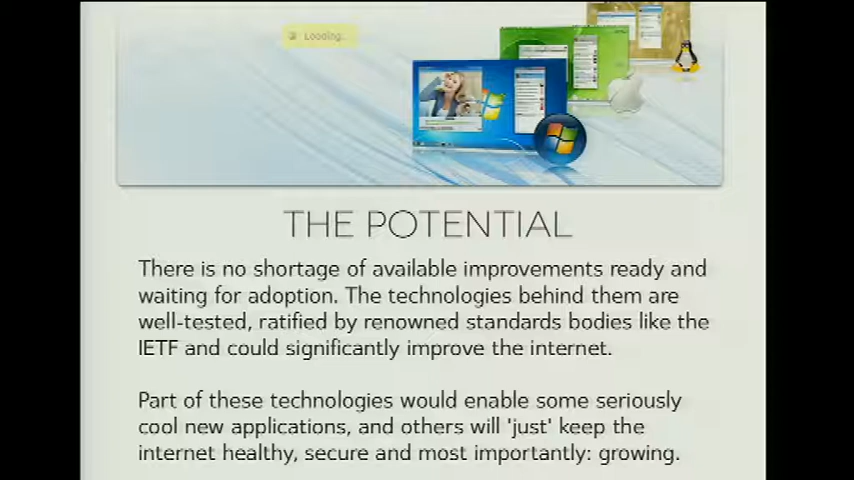 Loading...
THE POTENTIAL
There is no shortage of available improvements ready and
waiting for adoption. The technologies behind them are
well-tested, ratified by renowned standards bodies like the
IETF and could significantly improve the internet.
Part of these technologies would enable some seriously
cool new applications, and others will 'just' keep the
internet healthy, secure and most importantly: growing.